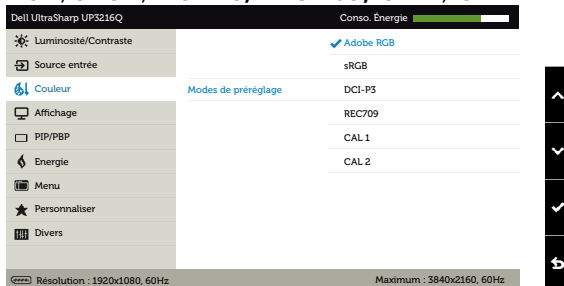 Dell UltraSharp UP3216Q Conso. Énergie
Luminosité/Contraste
Adobe RGB
Source entrée
sRGB
Couleur
Modes de préréglage
DCI-P3
Affichage
REC709
PIP/PBP
CAL 1
Energie
CAL 2
Menu
Personnaliser
Divers
Résolution : 1920x1080, 60Hz Maximum : 3840x2160, 60Hz